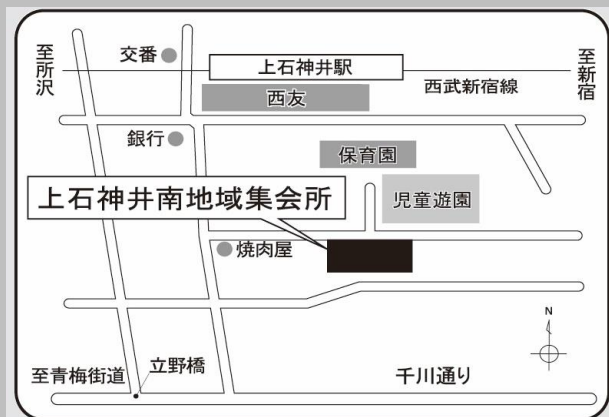 至所沢
交番
上石神井駅
至新宿
西友
西武新宿線
銀行
保育園
上石神井南地域集会所
児童遊園
焼肉屋
N
至青梅街道
立野橋
千川通り